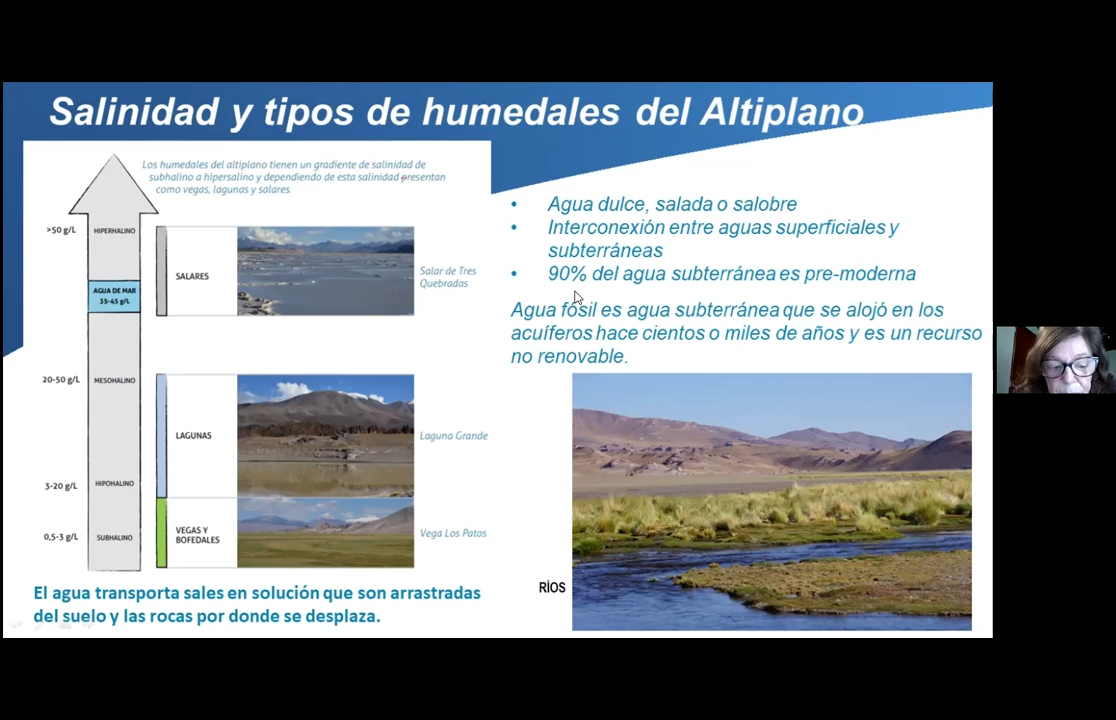 Salinidad y tipos de humedales del Altiplano
Los humedales del altiplano tienen un gradiente de salinidad de
subhalino a hipersalino y dependiendo de esta salinidad presentan
como vegas, lagunas y salares.
>50 g/L
HIPERHALINO
SALARES
Salar de Tres
Quebradas
AGUA DE MAR
35-45 g/L
20-50 g/L
MESOHALINO
LAGUNAS
Laguna Grande
3-20 g/L
HIPOHALINO
0,5-3 g/L
SUBHALINO
VEGAS Y
BOFEDALES
Vega Los Patos
El agua transporta sales en solución que son arrastradas
del suelo y las rocas por donde se desplaza.
• Agua dulce, salada o salobre
• Interconexión entre aguas superficiales y
subterráneas
• 90% del agua subterránea es pre-moderna
Agua fósil es agua subterránea que se alojó en los
acuíferos hace cientos o miles de años y es un recurso
no renovable.
RÍOS